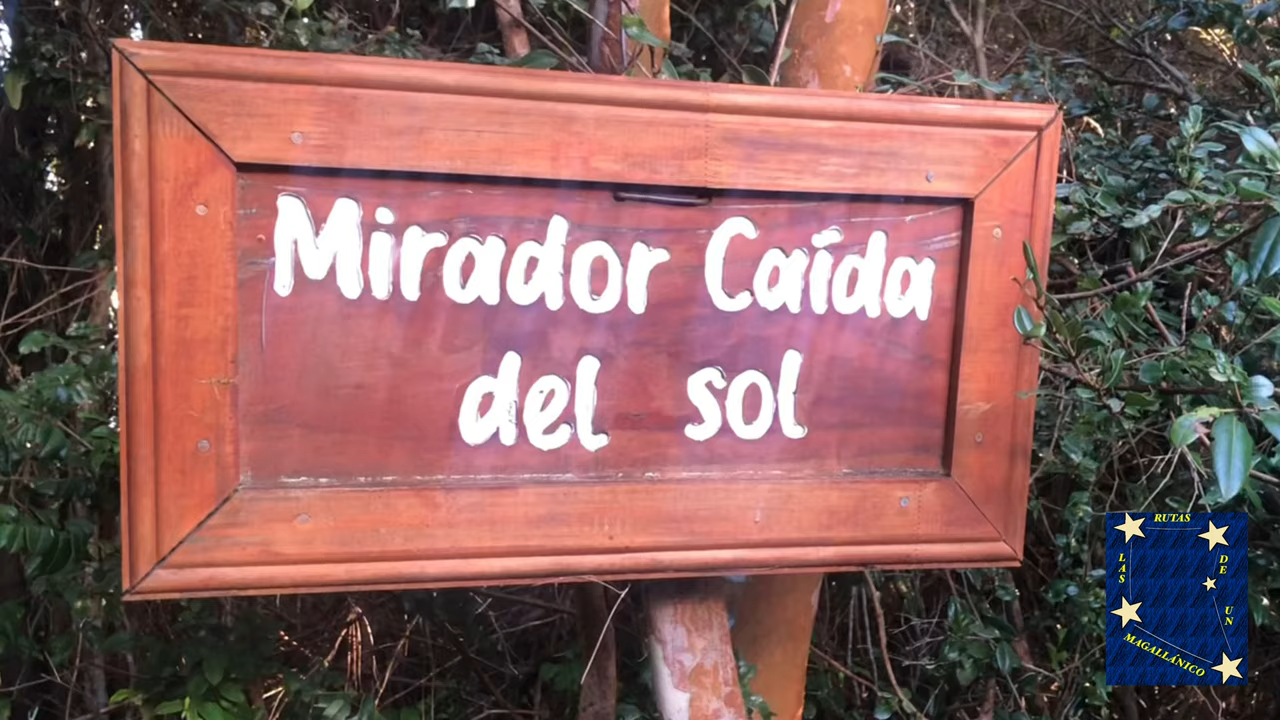 Mirador Caída
del sol
LAS
RUTAS
DE
UN
MAGALLÁNICO